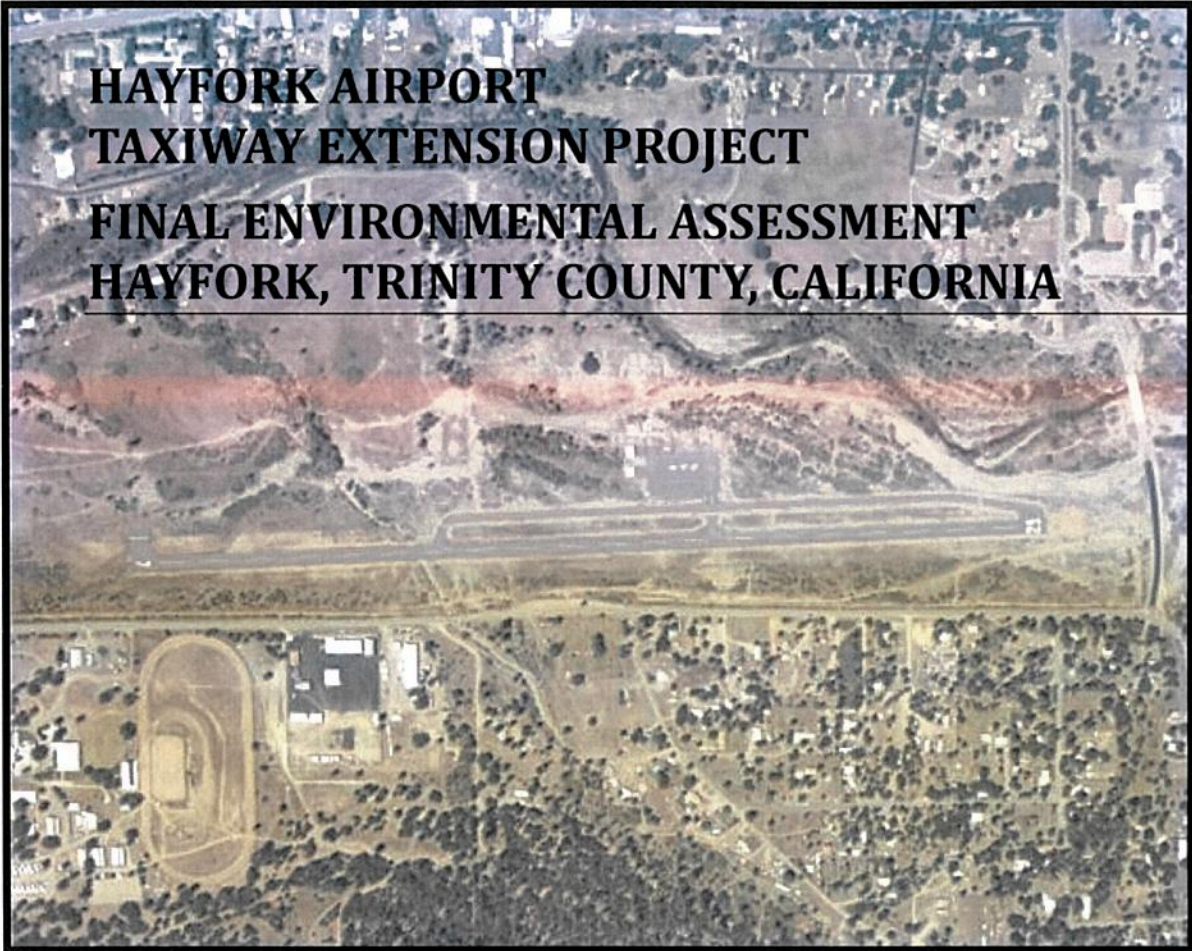 HAYFORK AIRPORT
TAXIWAY EXTENSION PROJECT
FINAL ENVIRONMENTAL ASSESSMENT
HAYFORK, TRINITY COUNTY, CALIFORNIA